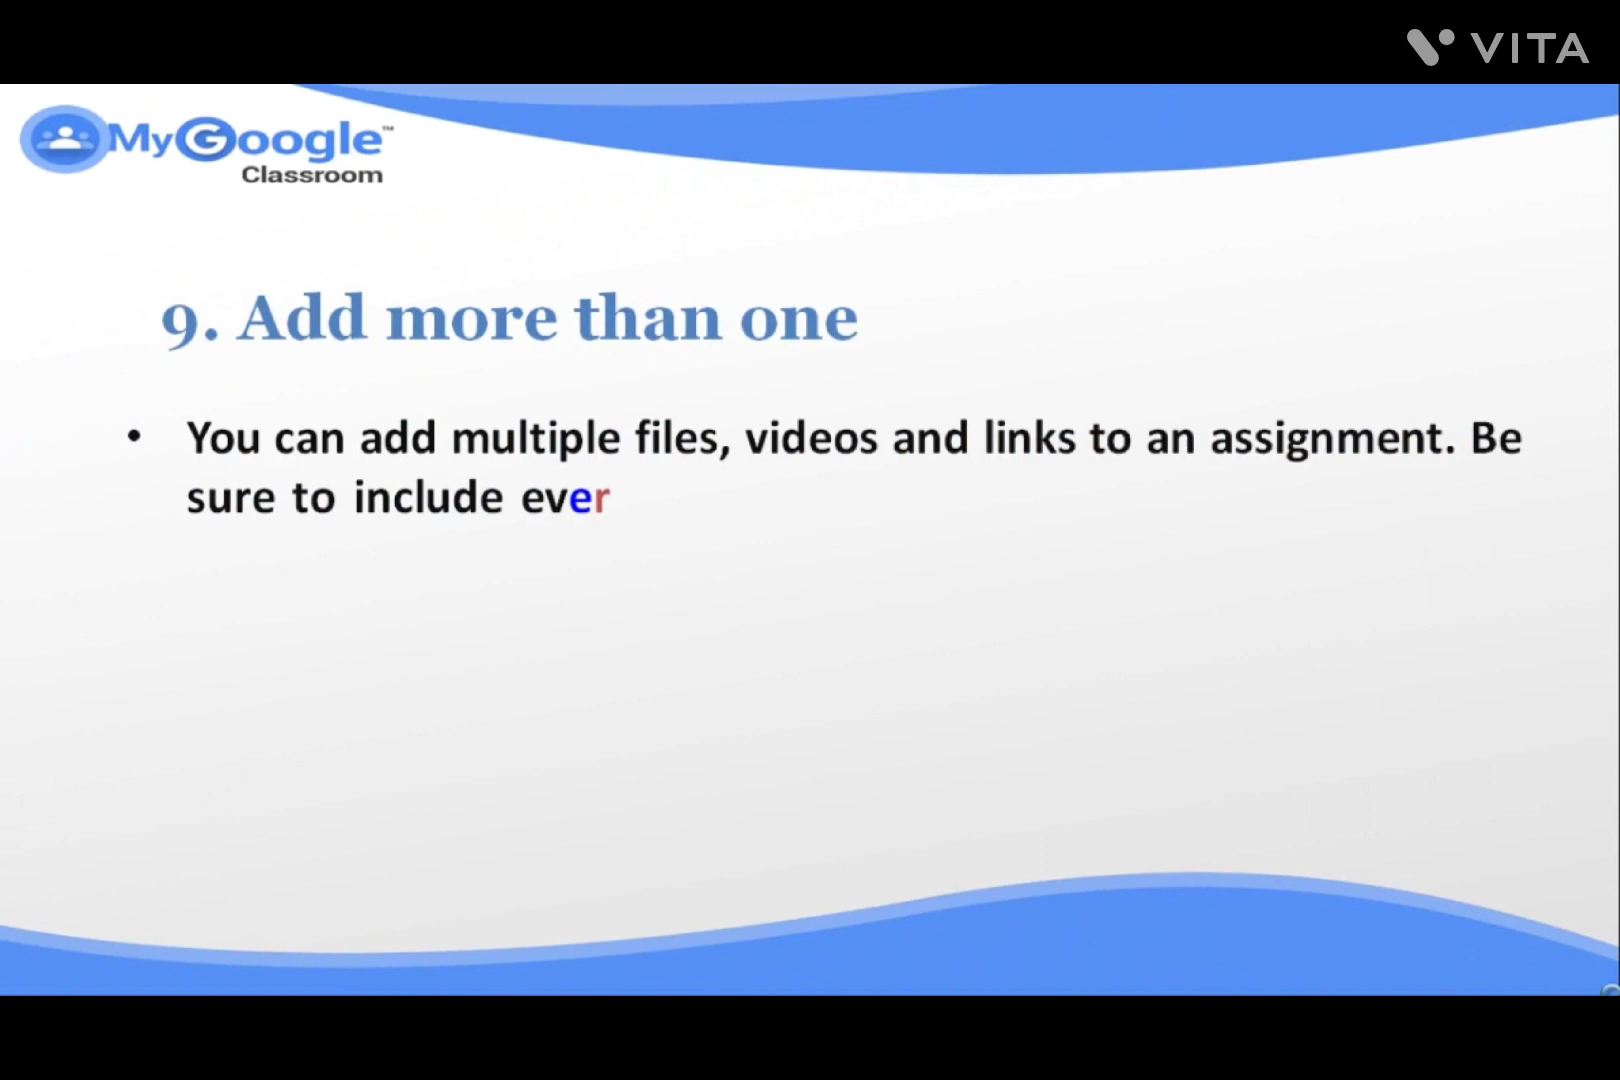 VITA
MyGoogle™
Classroom
9. Add more than one
• You can add multiple files, videos and links to an assignment. Be
sure to include ever